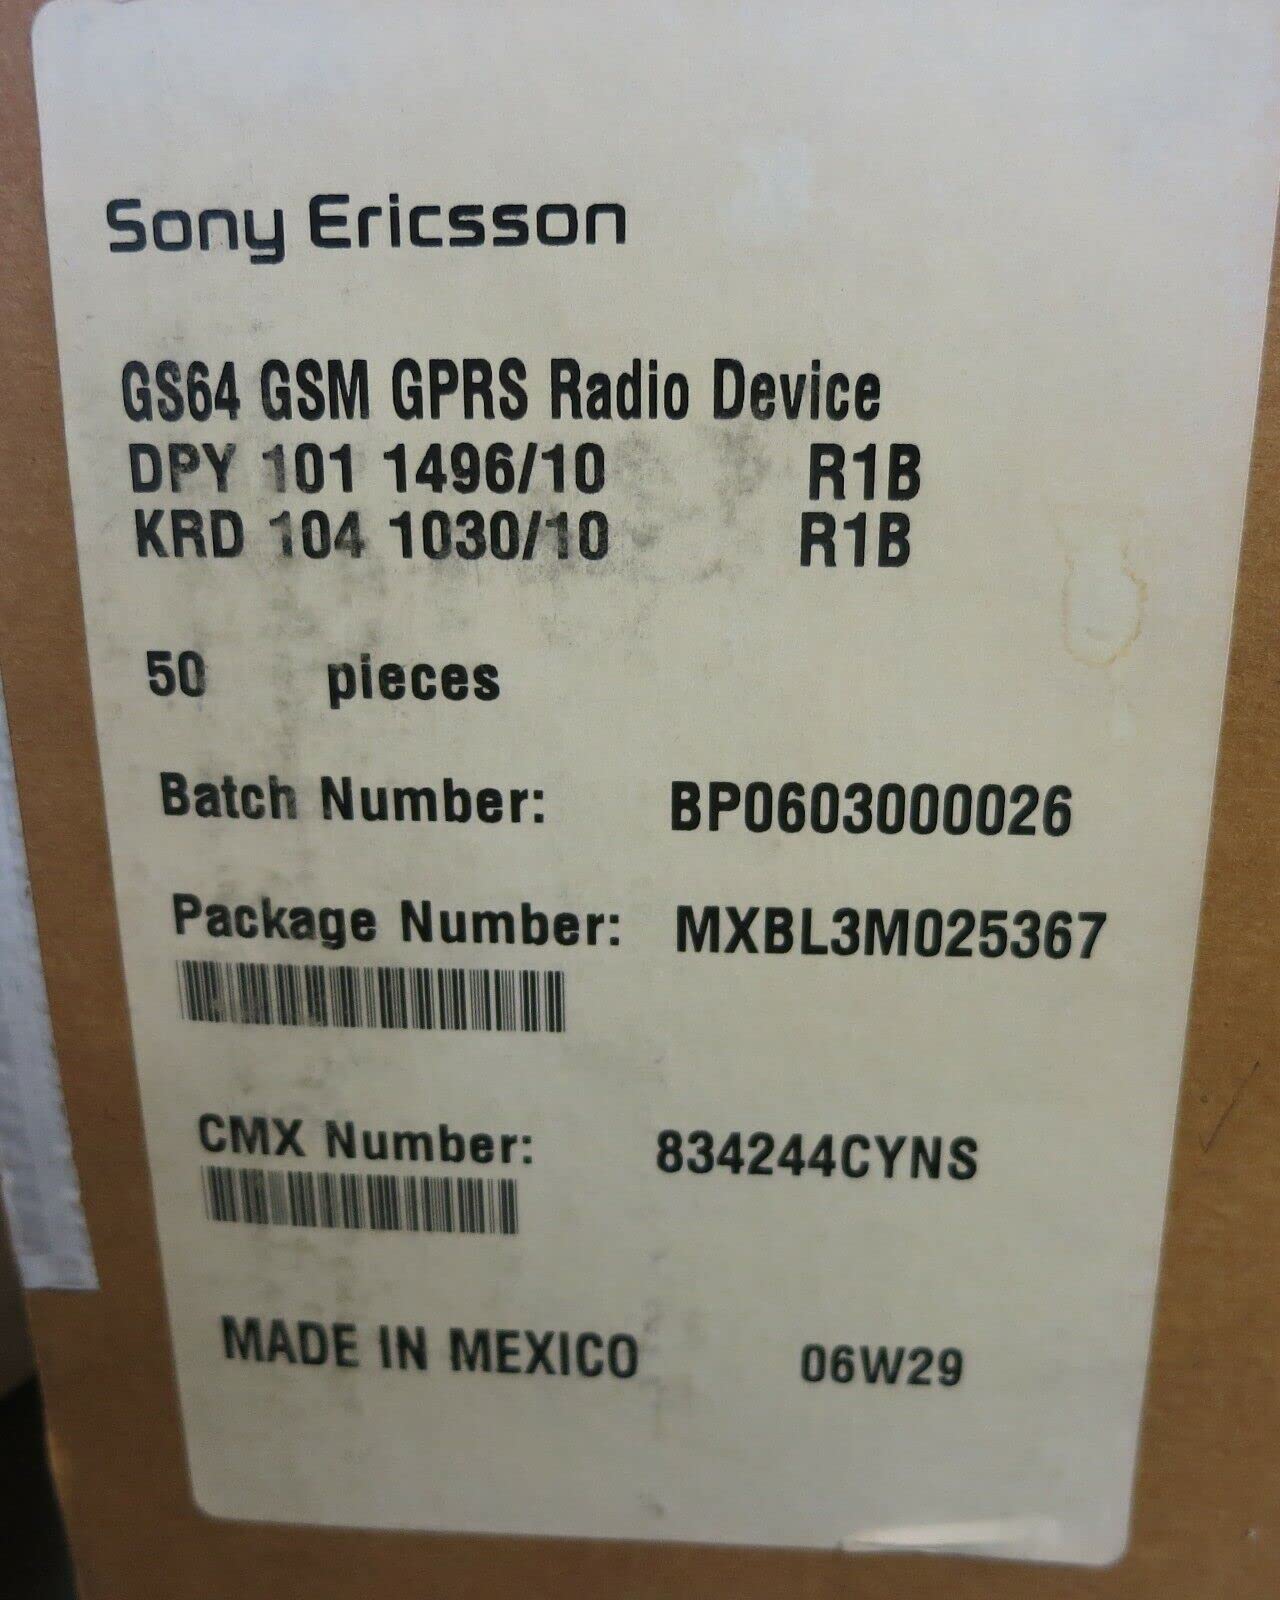 Sony Ericsson
GS64 GSM GPRS Radio Device
DPY 101 1496/10 R1B
KRD 104 1030/10 R1B
50 pieces
Batch Number: BP0603000026
Package Number: MXBL3M025367
CMX Number: 834244CYNS
MADE IN MEXICO 06W29